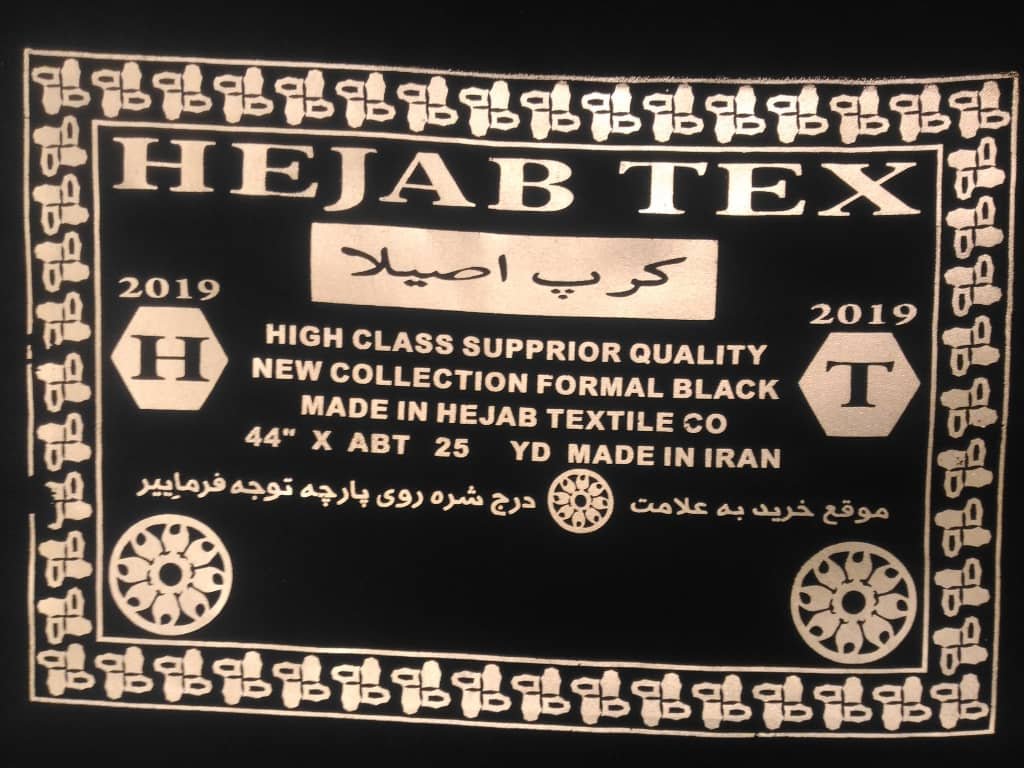 HEJAB TEX
کرپ اصیلا
2019
2019
H
T
HIGH CLASS SUPPRIOR QUALITY
NEW COLLECTION FORMAL BLACK
MADE IN HEJAB TEXTILE CO
44" X ABT 25 YD MADE IN IRAN
موقع خرید به علامت درج شره روی پارچه توجه فرمایير